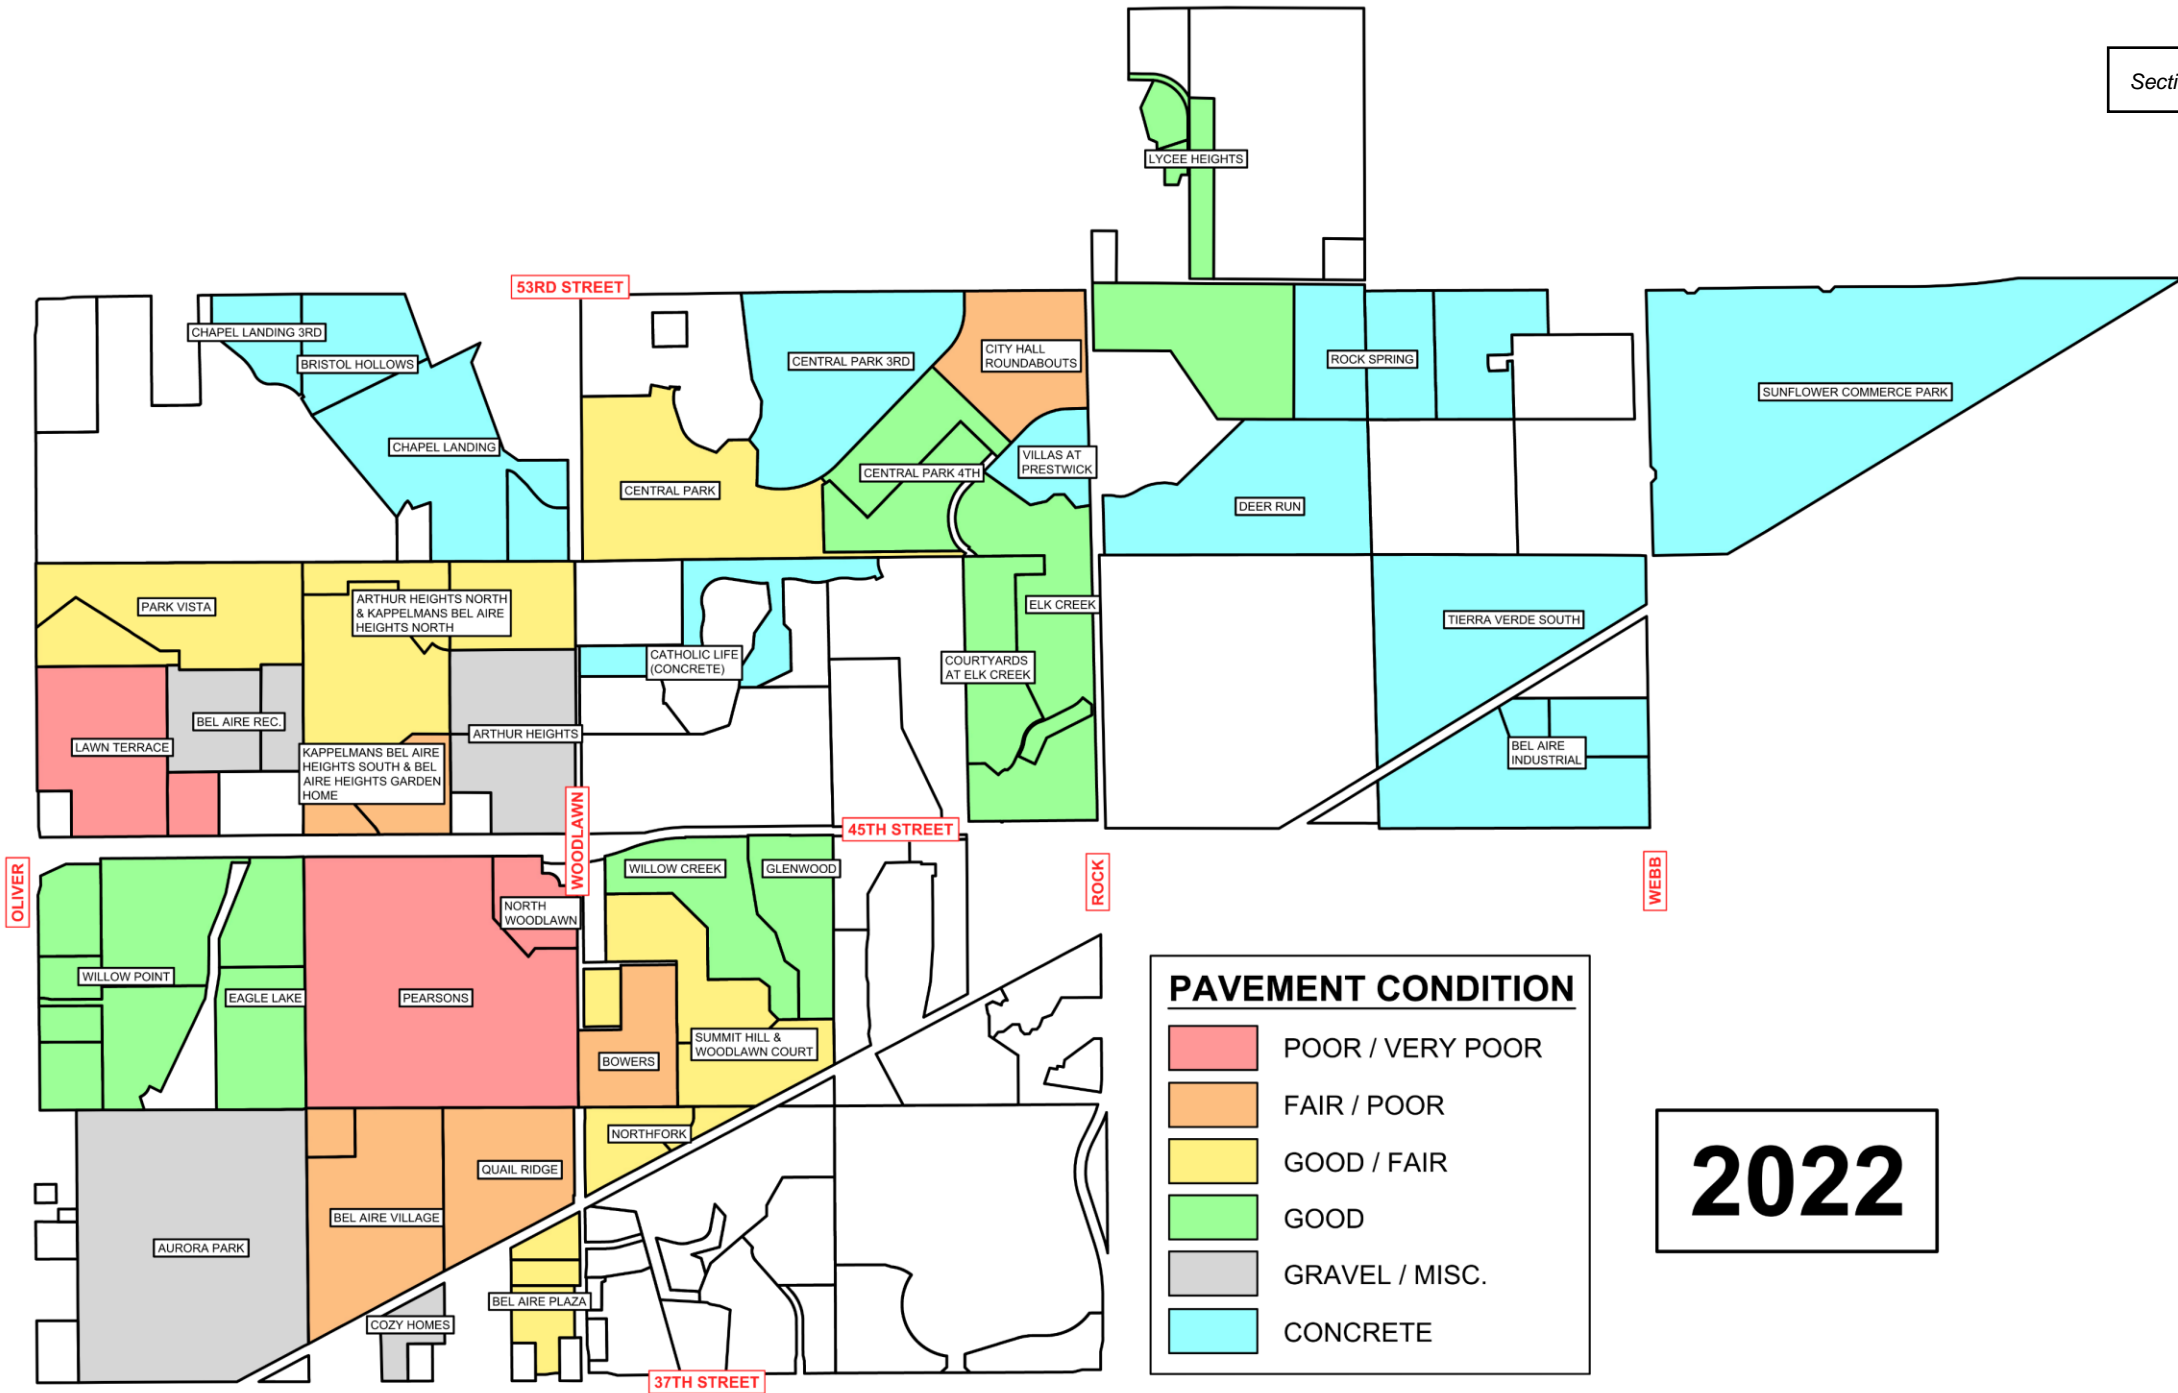 Secti
LYCEE HEIGHTS
53RD STREET
CHAPEL LANDING 3RD
BRISTOL HOLLOWS
CENTRAL PARK 3RD
CITY HALL
ROUNDABOUTS
ROCK SPRING
SUNFLOWER COMMERCE PARK
CHAPEL LANDING
CENTRAL PARK
CENTRAL PARK 4TH
VILLAS AT
PRESTWICK
DEER RUN
PARK VISTA
ARTHUR HEIGHTS NORTH
& KAPPELMANS BEL AIRE
HEIGHTS NORTH
ELK CREEK
TIERRA VERDE SOUTH
CATHOLIC LIFE
(CONCRETE)
COURTYARDS
AT ELK CREEK
BEL AIRE REC.
LAWN TERRACE
ARTHUR HEIGHTS
KAPPELMANS BEL AIRE
HEIGHTS SOUTH & BEL
AIRE HEIGHTS GARDEN
HOME
BEL AIRE
INDUSTRIAL
WOODLAWN
45TH STREET
OLIVER
ROCK
WEBB
WILLOW CREEK
GLENWOOD
NORTH
WOODLAWN
WILLOW POINT
EAGLE LAKE
PEARSONS
SUMMIT HILL &
WOODLAWN COURT
BOWERS
NORTHFORK
QUAIL RIDGE
BEL AIRE VILLAGE
AURORA PARK
BEL AIRE PLAZA
COZY HOMES
37TH STREET
PAVEMENT CONDITION
POOR / VERY POOR
FAIR / POOR
GOOD / FAIR
GOOD
GRAVEL / MISC.
CONCRETE
2022